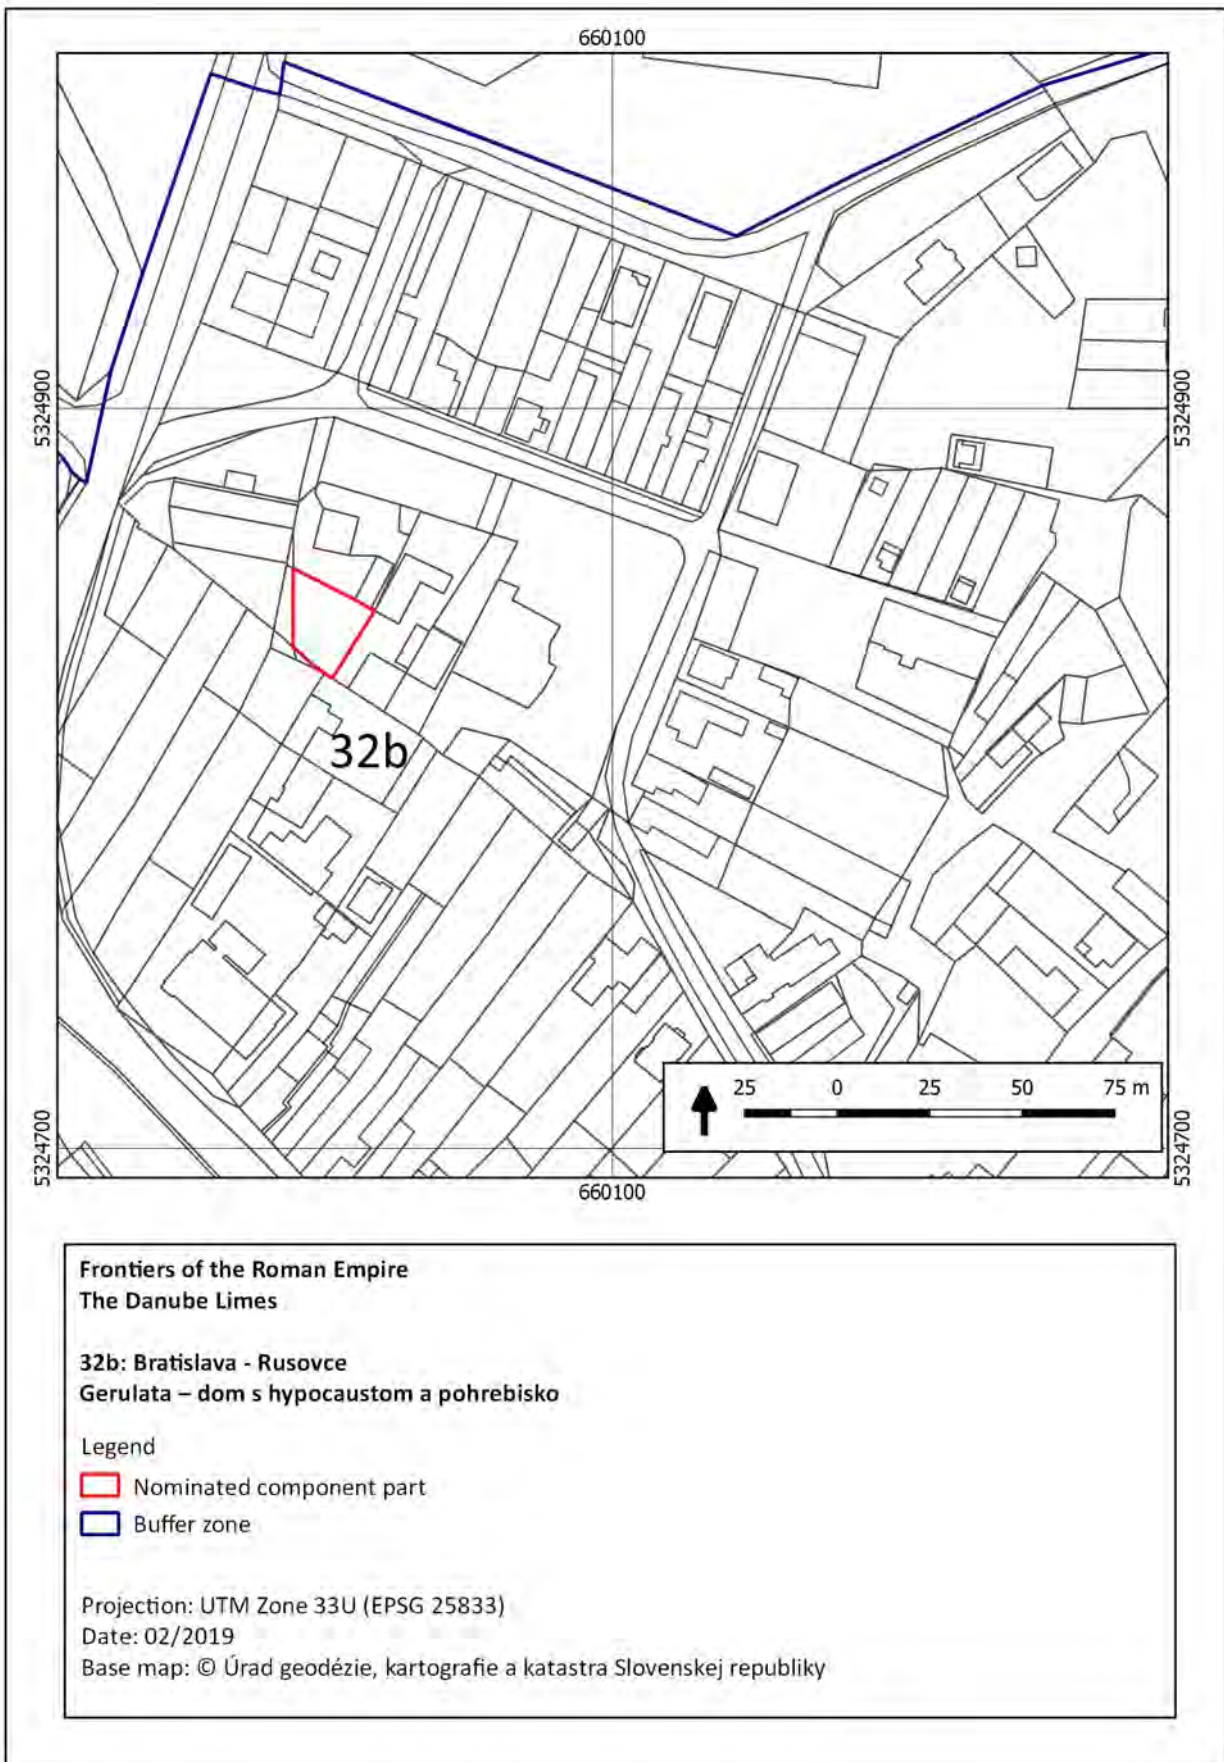 660100
5324900
5324900
32b
25 0 25 50 75 m
5324700
5324700
660100
Frontiers of the Roman Empire
The Danube Limes
32b: Bratislava - Rusovce
Gerulata – dom s hypocaustom a pohrebisko
Legend
Nominated component part
Buffer zone
Projection: UTM Zone 33U (EPSG 25833)
Date: 02/2019
Base map: © Úrad geodézie, kartografie a katastra Slovenskej republiky